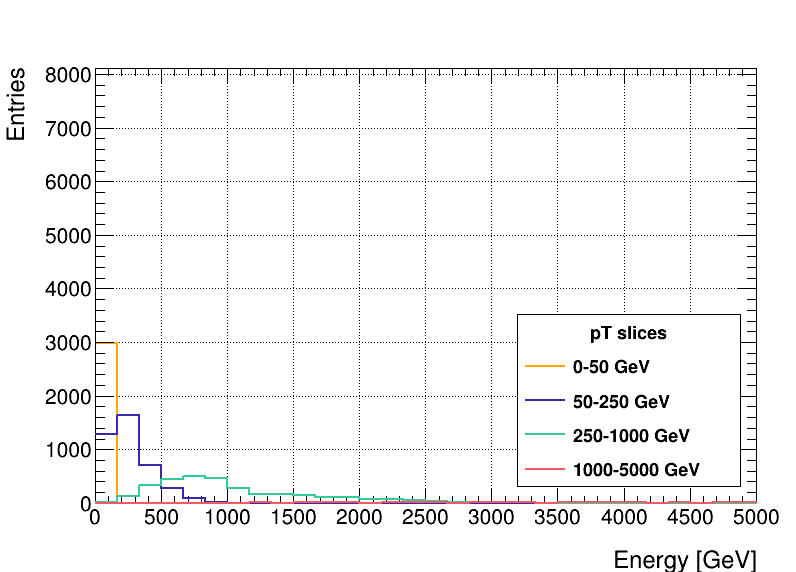 Entries
8000
7000
6000
5000
4000
3000
2000
1000
0
0 500 1000 1500 2000 2500 3000 3500 4000 4500 5000
Energy [GeV]
pT slices
0-50 GeV
50-250 GeV
250-1000 GeV
1000-5000 GeV